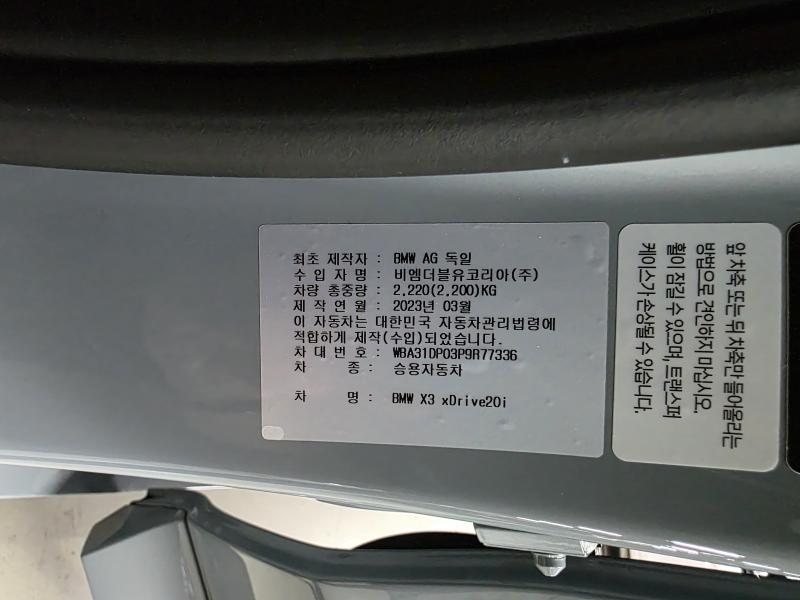 최초 제작자 : BMW AG 독일
수 입 자 명 : 비엠더블유코리아(주)
차량 총중량 : 2,220(2,200)KG
제 작 연 월 : 2023년 03월
이 자동차는 대한민국 자동차관리법령에
적합하게 제작(수입)되었습니다.
차 대 번 호 : WBA31DP03P9R77336
차 종 : 승용자동차
차 명 : BMW X3 xDrive20i
앞 차축 또는 뒤 차축만 들어올리는
방법으로 견인하지 마십시오.
휠이 잠길 수 있으며, 트랜스퍼
케이스가 손상될 수 있습니다.